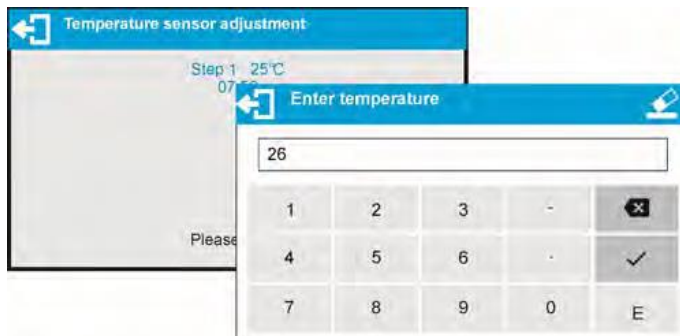 Temperature sensor adjustment
Step 1 25°C
07
Please
Enter temperature
26
1 2 3 -
4 5 6 .
7 8 9 0 E